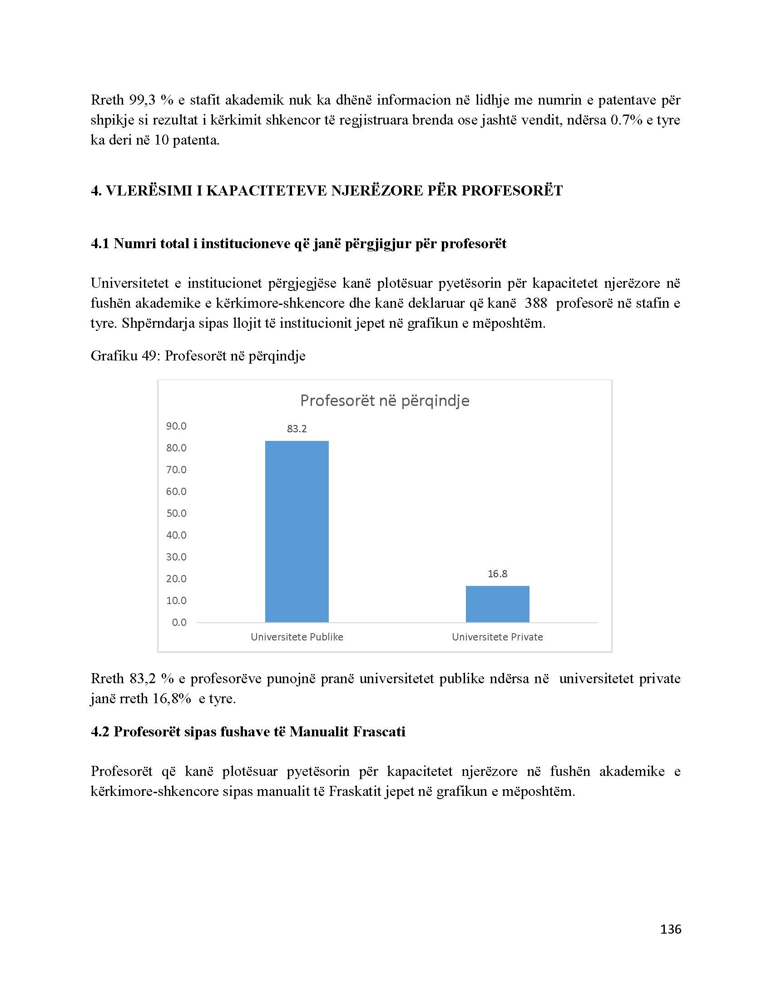 Rreth 99,3 % e stafit akademik nuk ka dhënë informacion në lidhje me numrin e patentave për
shpikje si rezultat i kërkimit shkencor të regjistruara brenda ose jashtë vendit, ndërsa 0.7% e tyre
ka deri në 10 patenta.
4. VLERËSIMI I KAPACITETEVE NJERËZORE PËR PROFESORËT
4.1 Numri total i institucioneve që janë përgjigjur për profesorët
Universitetet e institucionet përgjegjëse kanë plotësuar pyetësorin për kapacitetet njerëzore në
fushën akademike e kërkimore-shkencore dhe kanë deklaruar që kanë 388 profesorë në stafin e
tyre. Shpërndarja sipas llojit të institucionit jepet në grafikun e mëposhtëm.
Grafiku 49: Profesorët në përqindje
Profesorët në përqindje
90.0
83.2
80.0
70.0
60.0
50.0
40.0
30.0
16.8
20.0
10.0
0.0
Universitete Publike
Universitete Private
Rreth 83,2 % e profesorëve punojnë pranë universitetet publike ndërsa në universitetet private
janë rreth 16,8% e tyre.
4.2 Profesorët sipas fushave të Manualit Frascati
Profesorët që kanë plotësuar pyetësorin për kapacitetet njerëzore në fushën akademike e
kërkimore-shkencore sipas manualit të Fraskatit jepet në grafikun e mëposhtëm.
136